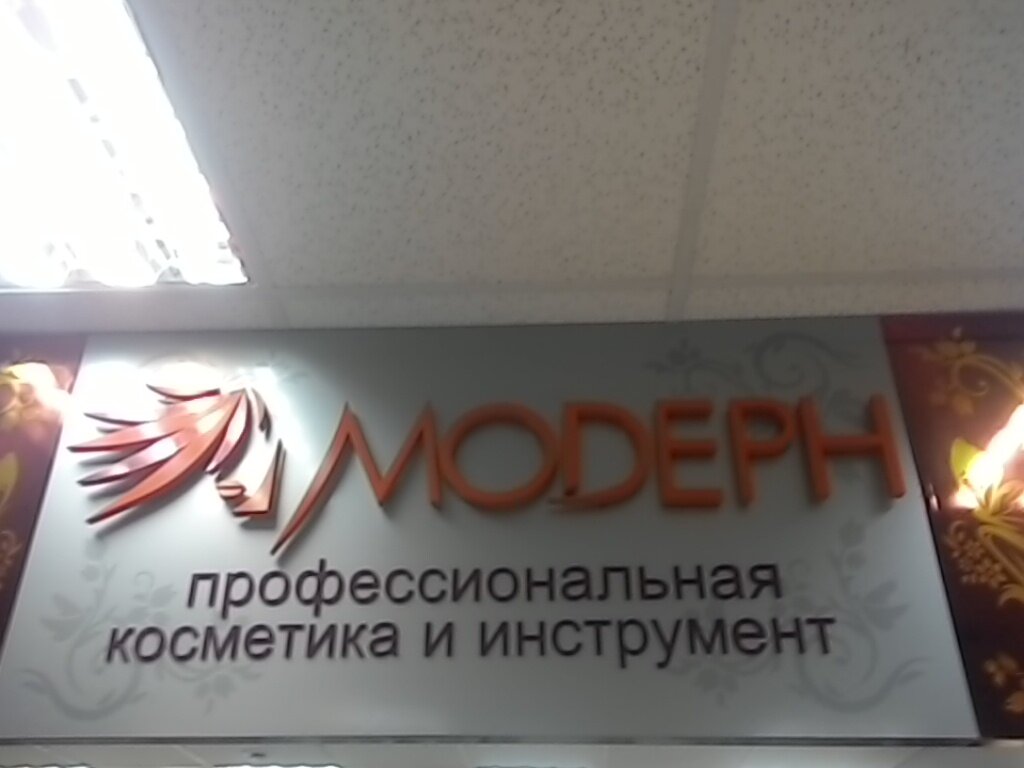 МОДЕРН
профессиональная
косметика и инструмент